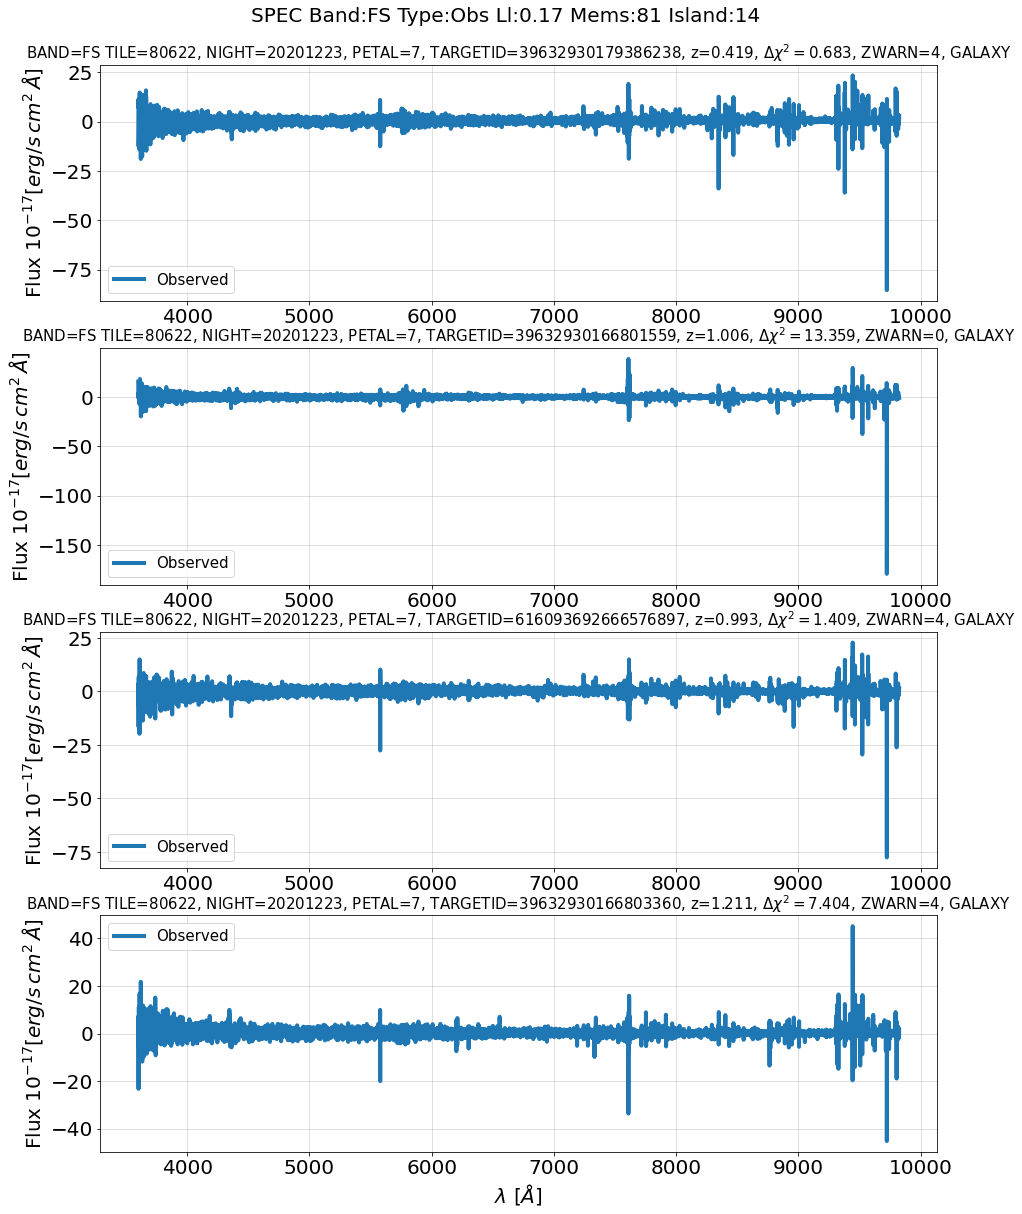 SPEC Band:FS Type:Obs Ll:0.17 Mems:81 Island:14
BAND=FS TILE=80622, NIGHT=20201223, PETAL=7, TARGETID=39632930179386238, z=0.419, Δχ² = 0.683, ZWARN=4, GALAXY
Flux 10⁻¹⁷[erg/s cm² Å]
25
0
−25
−50
−75
Observed
4000 5000 6000 7000 8000 9000 10000
BAND=FS TILE=80622, NIGHT=20201223, PETAL=7, TARGETID=39632930166801559, z=1.006, Δχ² = 13.359, ZWARN=0, GALAXY
Flux 10⁻¹⁷[erg/s cm² Å]
0
−50
−100
−150
Observed
4000 5000 6000 7000 8000 9000 10000
BAND=FS TILE=80622, NIGHT=20201223, PETAL=7, TARGETID=616093692666576897, z=0.993, Δχ² = 1.409, ZWARN=4, GALAXY
Flux 10⁻¹⁷[erg/s cm² Å]
25
0
−25
−50
−75
Observed
4000 5000 6000 7000 8000 9000 10000
BAND=FS TILE=80622, NIGHT=20201223, PETAL=7, TARGETID=39632930166803360, z=1.211, Δχ² = 7.404, ZWARN=4, GALAXY
Flux 10⁻¹⁷[erg/s cm² Å]
Observed
40
20
0
−20
−40
4000 5000 6000 7000 8000 9000 10000
λ [Å]